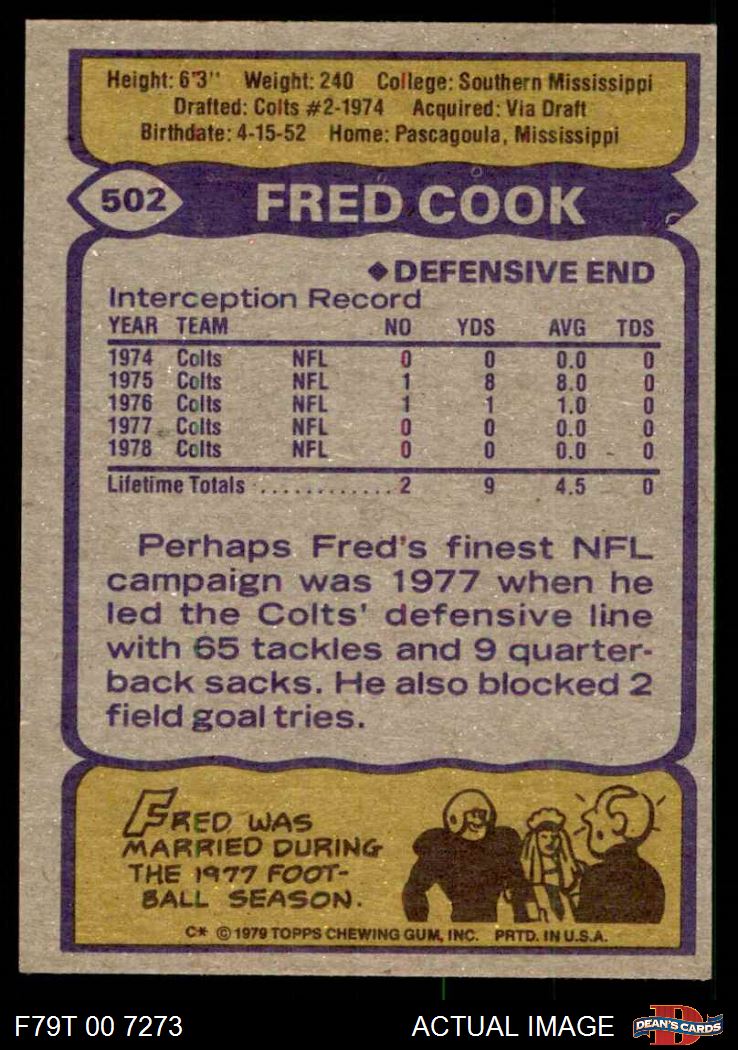 Height: 6'3" Weight: 240 College: Southern Mississippi
Drafted: Colts #2-1974 Acquired: Via Draft
Birthdate: 4-15-52 Home: Pascagoula, Mississippi
502 FRED COOK
◆DEFENSIVE END
Interception Record
YEAR TEAM NO YDS AVG TDS
1974 Colts NFL 0 0 0.0 0
1975 Colts NFL 1 8 8.0 0
1976 Colts NFL 1 1 1.0 0
1977 Colts NFL 0 0 0.0 0
1978 Colts NFL 0 0 0.0 0
Lifetime Totals ............. 2 9 4.5 0
Perhaps Fred's finest NFL
campaign was 1977 when he
led the Colts' defensive line
with 65 tackles and 9 quarter-
back sacks. He also blocked 2
field goal tries.
FRED WAS
MARRIED DURING
THE 1977 FOOT-
BALL SEASON.
C* © 1979 TOPPS CHEWING GUM, INC. PRTD. IN U.S.A.
F79T 00 7273 ACTUAL IMAGE D DEAN'S CARDS